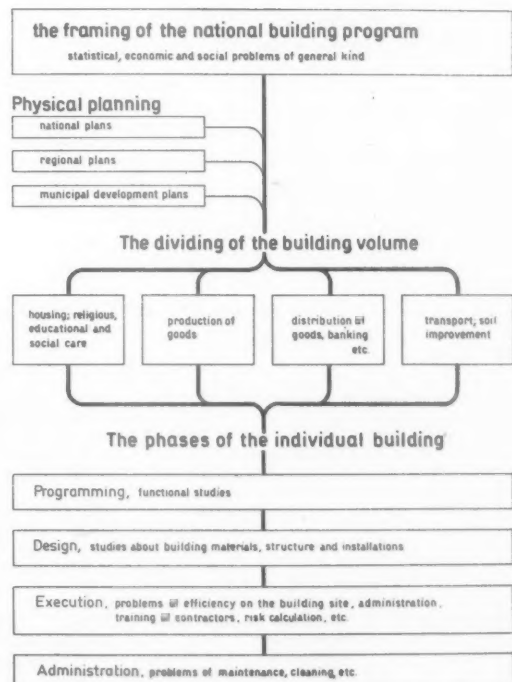 the framing of the national building program
statistical, economic and social problems of general kind
Physical planning
national plans
regional plans
municipal development plans
The dividing of the building volume
housing; religious,
educational and
social care
production of
goods
distribution
goods, banking
etc.
transport, soil
improvement
The phases of the individual building
Programming, functional studies
Design, studies about building materials, structure and installations
Execution, problems efficiency on the building site, administration,
training contractors, risk calculation, etc.
Administration, problems of maintenance, cleaning, etc.